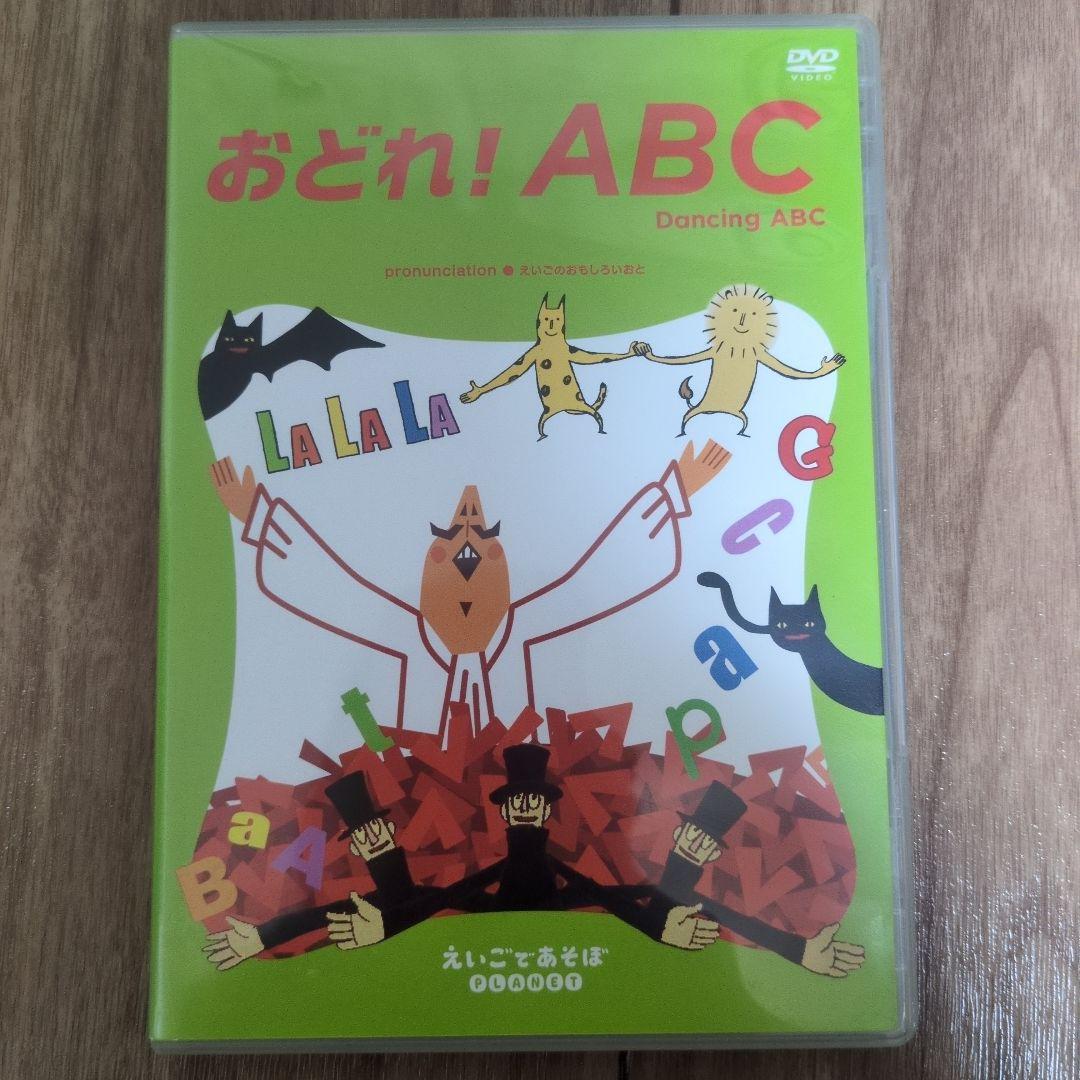 DVD
VIDEO
おどれ! ABC
Dancing ABC
pronunciation ● えいごのおもしろいおと
LA LA LA
G
C
a
p
t
a
B
A
えいごであそぼ
PLANET